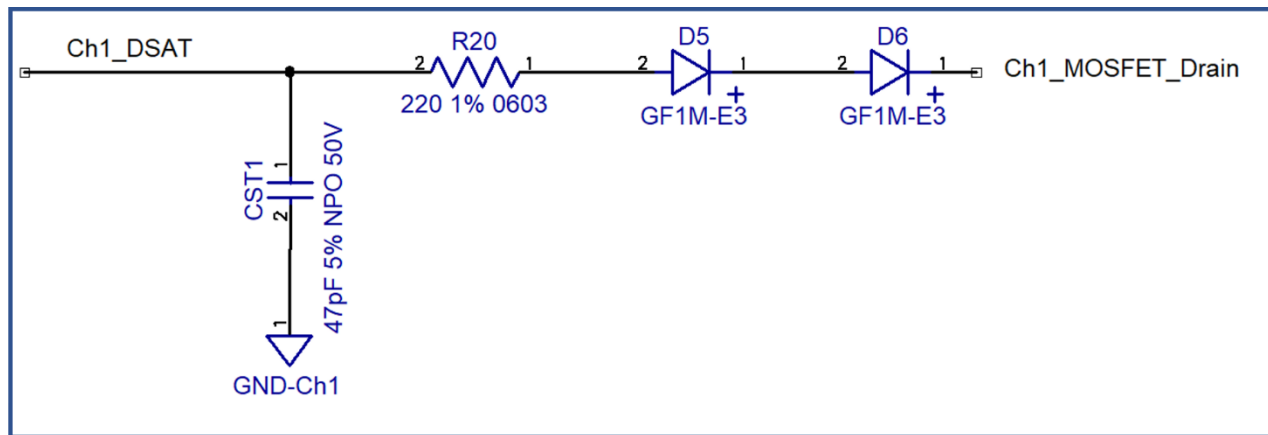 Ch1_DSAT
R20
D5
D6
2
1
2
1
2
1
Ch1_MOSFET_Drain
220 1% 0603
GF1M-E3
+
GF1M-E3
+
1
CST1
2
47pF 5% NPO 50V
1
GND-Ch1